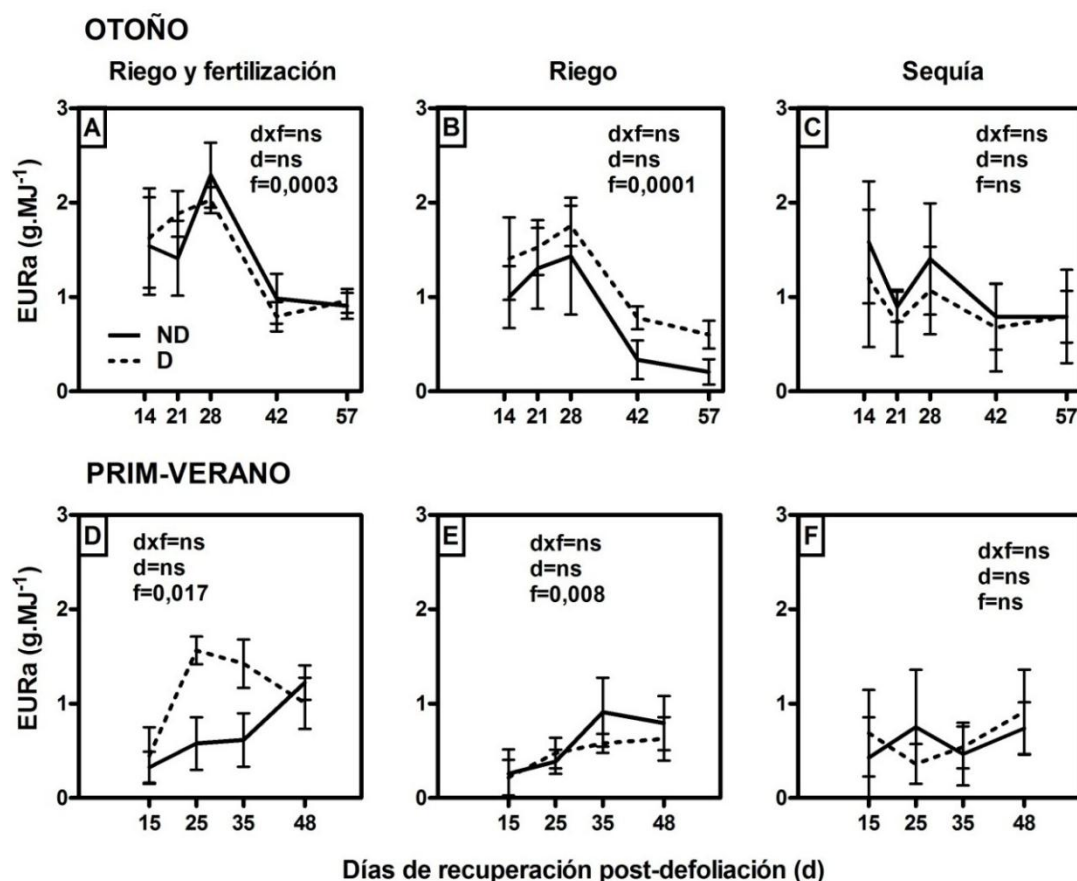 OTOÑO
Riego y fertilización
Riego
Sequía
EURa (g.MJ⁻¹)
3
2
1
0
A
dxf=ns
d=ns
f=0,0003
ND
D
14 21 28 42 57
3
2
1
0
B
dxf=ns
d=ns
f=0,0001
14 21 28 42 57
3
2
1
0
C
dxf=ns
d=ns
f=ns
14 21 28 42 57
PRIM-VERANO
EURa (g.MJ⁻¹)
3
2
1
0
D
dxf=ns
d=ns
f=0,017
15 25 35 48
3
2
1
0
E
dxf=ns
d=ns
f=0,008
15 25 35 48
3
2
1
0
F
dxf=ns
d=ns
f=ns
15 25 35 48
Días de recuperación post-defoliación (d)